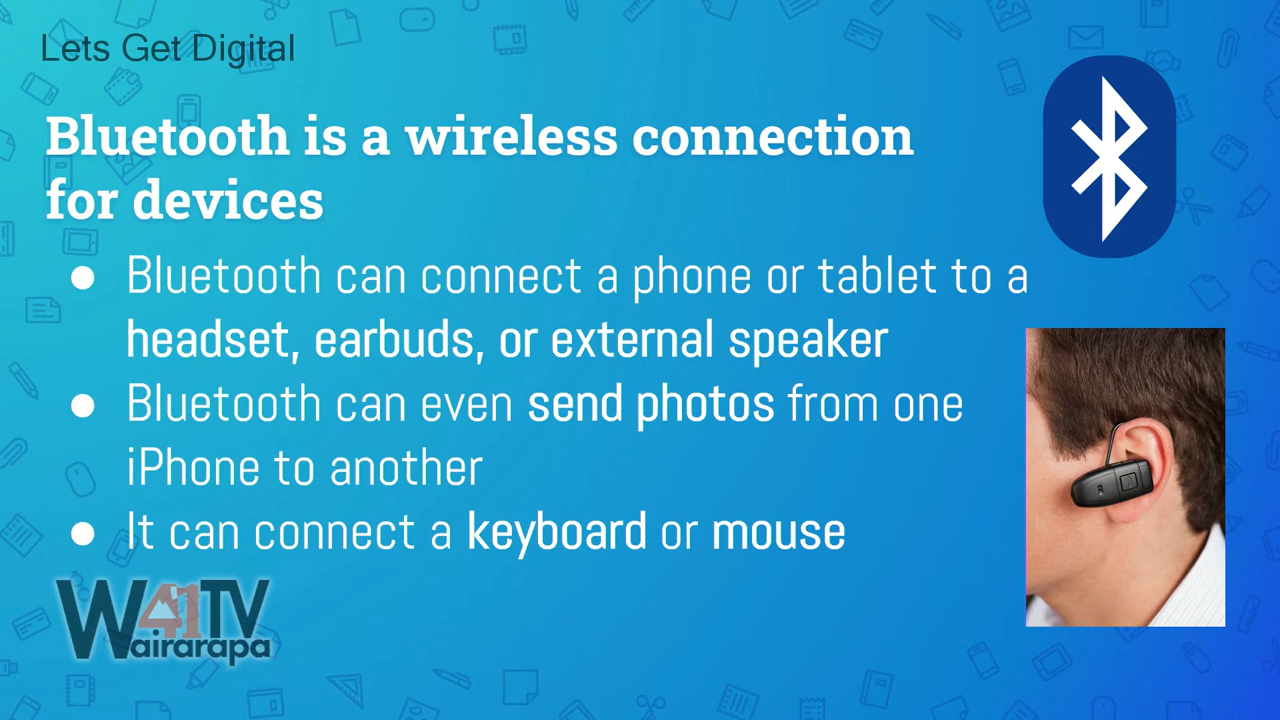 Lets Get Digital
Bluetooth is a wireless connection
for devices
● Bluetooth can connect a phone or tablet to a
headset, earbuds, or external speaker
● Bluetooth can even send photos from one
iPhone to another
● It can connect a keyboard or mouse
W41TV
Wairarapa